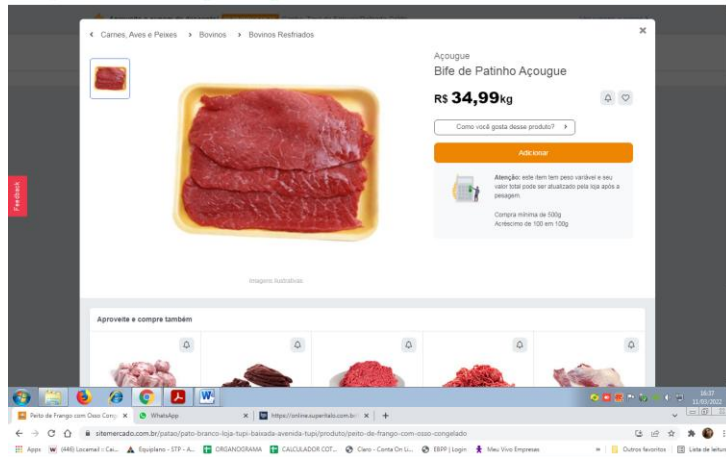 Carnes, Aves e Peixes > Bovinos > Bovinos Resfriados
Açougue
Bife de Patinho Açougue
R$ 34,99kg
Como você gosta desse produto?
Adicionar
Atenção: este item tem peso variável e seu
valor total pode ser atualizado pela loja após a
pesagem.
Compra mínima de 500g
Acréscimo de 100 em 100g
Feedback
Imagens ilustrativas.
Aproveite e compre também
16:37
11/03/2022
Peito de Frango com Osso Cong
WhatsApp
https://online.superitalo.com.br
sitemercado.com.br/patao/pato-branco-loja-tupi-baixada-avenida-tupi/produto/peito-de-frango-com-osso-congelado
Apps
(446) Locamail :: Cai...
Equiplano - STP - A...
ORGANOGRAMA
CALCULADOR COT...
Claro - Conta On Li...
EBPP | Login
Meu Vivo Empresas
Outros favoritos
Lista de leitura